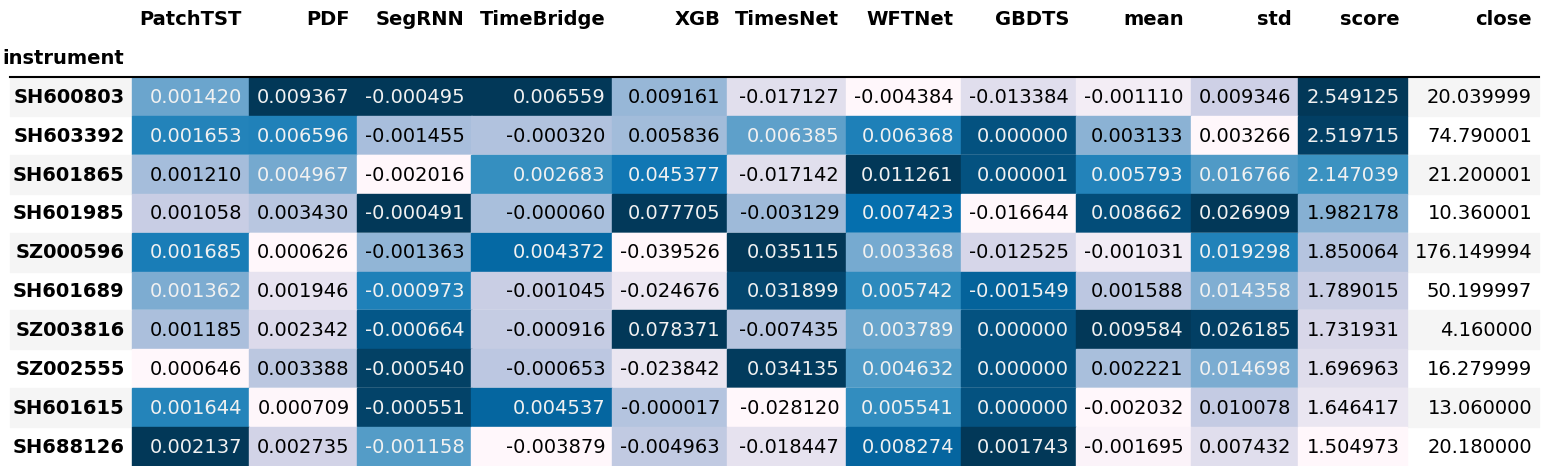 PatchTST PDF SegRNN TimeBridge XGB TimesNet WFTNet GBDTS mean std score close
instrument
SH600803 0.001420 0.009367 -0.000495 0.006559 0.009161 -0.017127 -0.004384 -0.013384 -0.001110 0.009346 2.549125 20.039999
SH603392 0.001653 0.006596 -0.001455 -0.000320 0.005836 0.006385 0.006368 0.000000 0.003133 0.003266 2.519715 74.790001
SH601865 0.001210 0.004967 -0.002016 0.002683 0.045377 -0.017142 0.011261 0.000001 0.005793 0.016766 2.147039 21.200001
SH601985 0.001058 0.003430 -0.000491 -0.000060 0.077705 -0.003129 0.007423 -0.016644 0.008662 0.026909 1.982178 10.360001
SZ000596 0.001685 0.000626 -0.001363 0.004372 -0.039526 0.035115 0.003368 -0.012525 -0.001031 0.019298 1.850064 176.149994
SH601689 0.001362 0.001946 -0.000973 -0.001045 -0.024676 0.031899 0.005742 -0.001549 0.001588 0.014358 1.789015 50.199997
SZ003816 0.001185 0.002342 -0.000664 -0.000916 0.078371 -0.007435 0.003789 0.000000 0.009584 0.026185 1.731931 4.160000
SZ002555 0.000646 0.003388 -0.000540 -0.000653 -0.023842 0.034135 0.004632 0.000000 0.002221 0.014698 1.696963 16.279999
SH601615 0.001644 0.000709 -0.000551 0.004537 -0.000017 -0.028120 0.005541 0.000000 -0.002032 0.010078 1.646417 13.060000
SH688126 0.002137 0.002735 -0.001158 -0.003879 -0.004963 -0.018447 0.008274 0.001743 -0.001695 0.007432 1.504973 20.180000